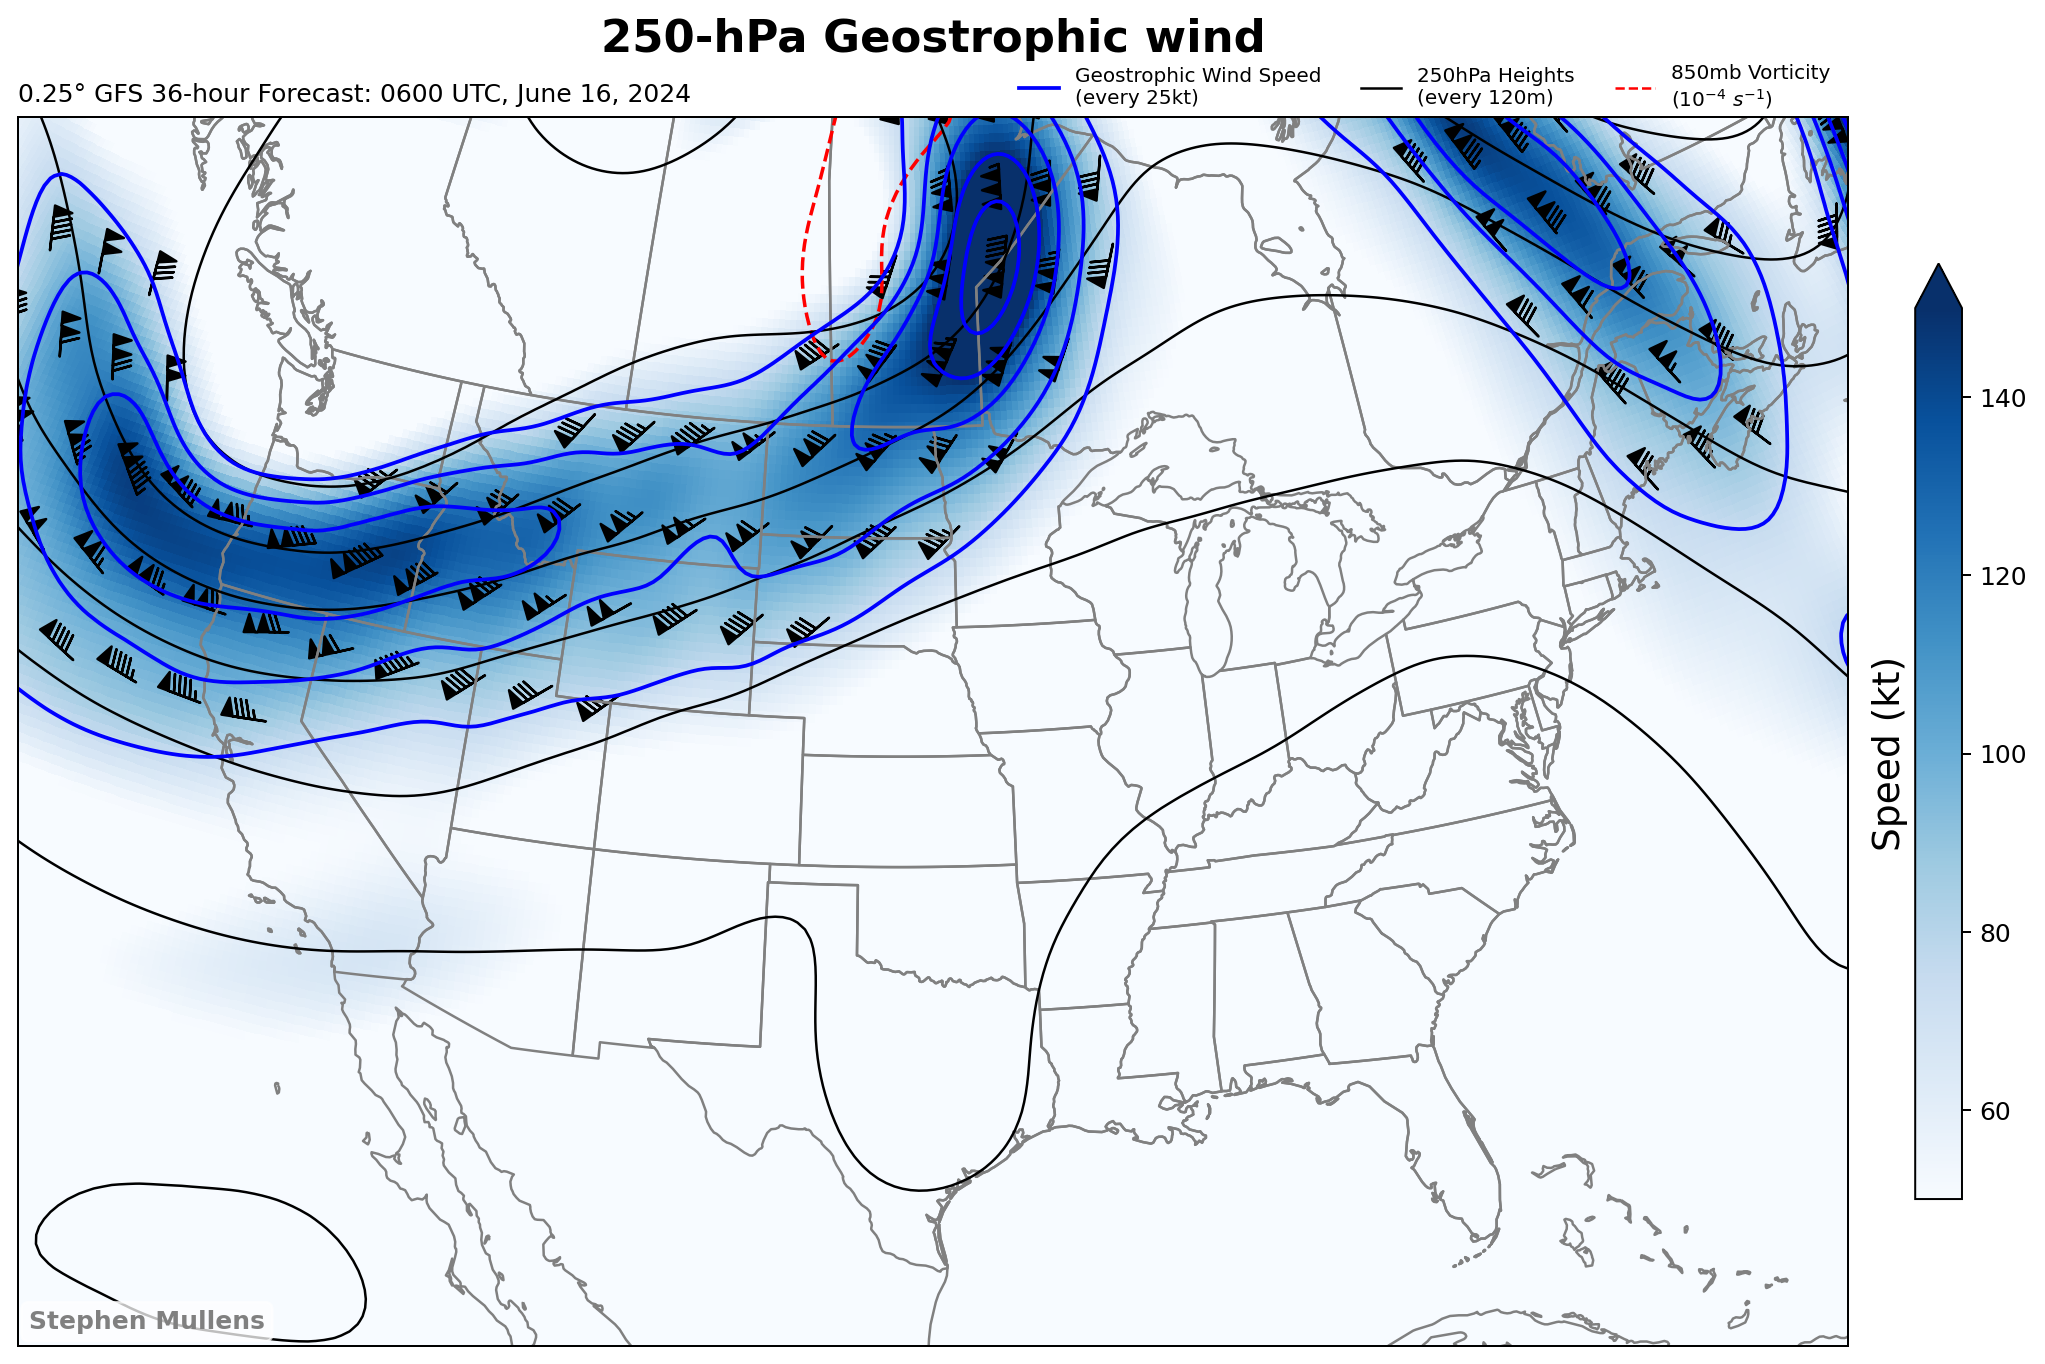 250-hPa Geostrophic wind
0.25° GFS 36-hour Forecast: 0600 UTC, June 16, 2024
Geostrophic Wind Speed
(every 25kt)
250hPa Heights
(every 120m)
850mb Vorticity
(10⁻⁴ s⁻¹)
140
120
100
80
60
Speed (kt)
Stephen Mullens